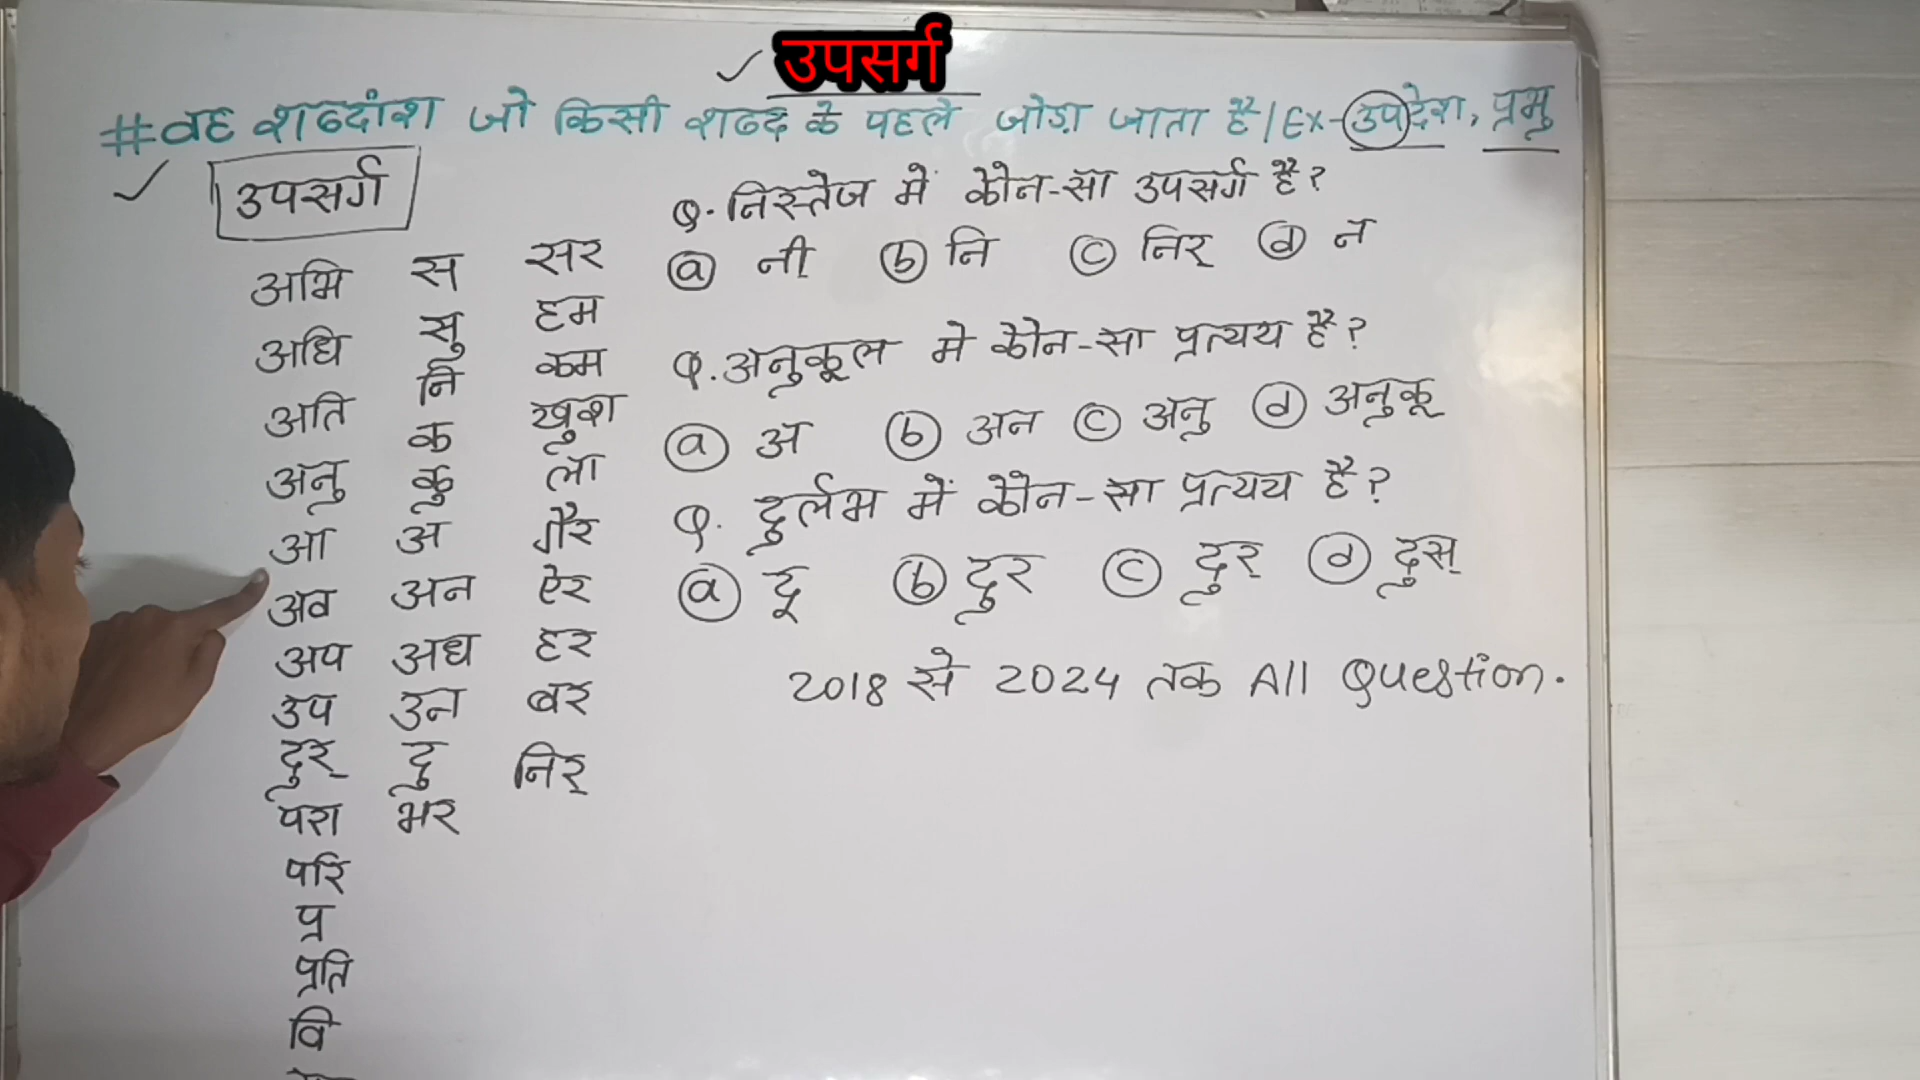 उपसर्ग
# वह शब्दांश जो किसी शब्द के पहले जोड़ा जाता है। Ex- उपदेश, प्रभु
उपसर्ग
अभि स सर
अधि सु हम
अति नि कम
अनु क खुश
आ कु ला
अव अ गैर
अप अन ऐर
उप अध हर
दुर् उन बर
परा दु निर्
परि भर
प्र
प्रति
वि
Q. निस्तेज में कौन-सा उपसर्ग है?
(a) नी (b) नि (c) निर् (d) न
Q. अनुकूल मे कौन-सा प्रत्यय है?
(a) अ (b) अन (c) अनु (d) अनुकू
Q. दुर्लभ में कौन-सा प्रत्यय है?
(a) दू (b) दुर (c) दुर् (d) दुस्
2018 से 2024 तक All Question.